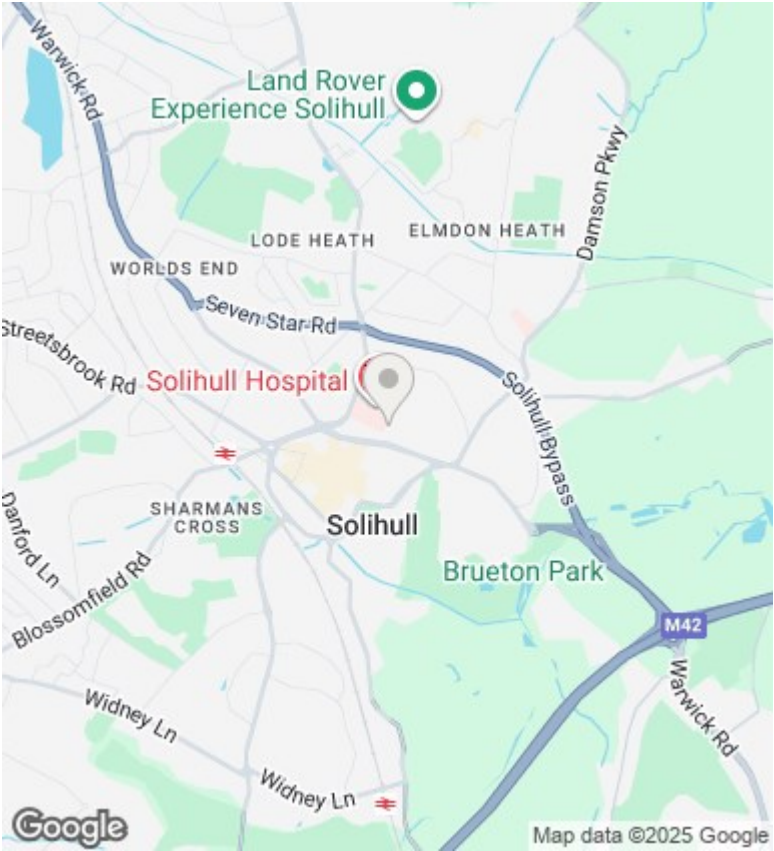 Warwick Rd
Land Rover
Experience Solihull
Damson Pkwy
LODE HEATH
ELMDON HEATH
WORLDS END
Seven Star Rd
Streetsbrook Rd
Solihull Hospital
Solihull Bypass
SHARMANS
CROSS
Solihull
Danford Ln
Brueton Park
Blossomfield Rd
M42
Warwick Rd
Widney Ln
Widney Ln
Google
Map data ©2025 Google